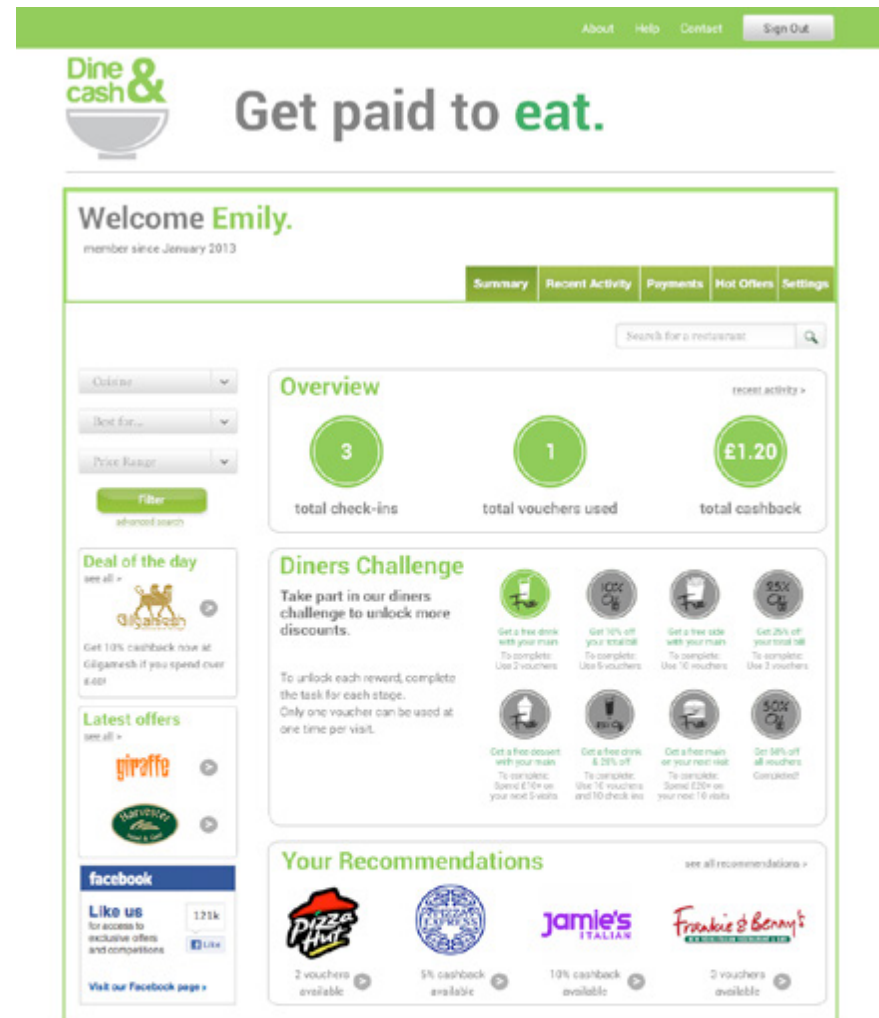 About Help Contact Sign Out
Dine &
cash
Get paid to eat.
Welcome Emily.
member since January 2013
Summary Recent Activity Payments Hot Offers Settings
Search for a restaurant
Cuisine
Best for...
Price Range
Filter
advanced search
Deal of the day
see all >
Gilgamesh
Get 10% cashback now at
Gilgamesh if you spend over
Latest offers
see all >
giraffe
Harvester
facebook
Like us
for access to
exclusive offers
and competitions
121k
Like
Visit our Facebook page >
Overview
recent activity >
3
1
£1.20
total check-ins
total vouchers used
total cashback
Diners Challenge
Take part in our diners
challenge to unlock more
discounts.
To unlock each reward, complete
the task for each stage.
Only one voucher can be used at
one time per visit.
Free
10% Off
Free
25% Off
Get a free drink
with your main
To complete:
Use 2 vouchers
Get 10% off
your total bill
To complete:
Use 5 vouchers
Get a free side
with your main
To complete:
Use 10 vouchers
Get 25% off
your total bill
To complete:
Use 3 vouchers
Free
Free
50% Off
Get a free dessert
with your main
To complete:
Spend £10+ on
your next 5 visits
Get a free drink
& 25% off
To complete:
Use 10 vouchers
and 10 check ins
Get a free main
on your next visit
To complete:
Spend £20+ on
your next 10 visits
Get 50% off
all vouchers
Completed!
Your Recommendations
see all recommendations >
Pizza
Hut
PIZZA
EXPRESS
Jamie's
ITALIAN
Frankie & Benny's
2 vouchers
available
5% cashback
available
10% cashback
available
3 vouchers
available